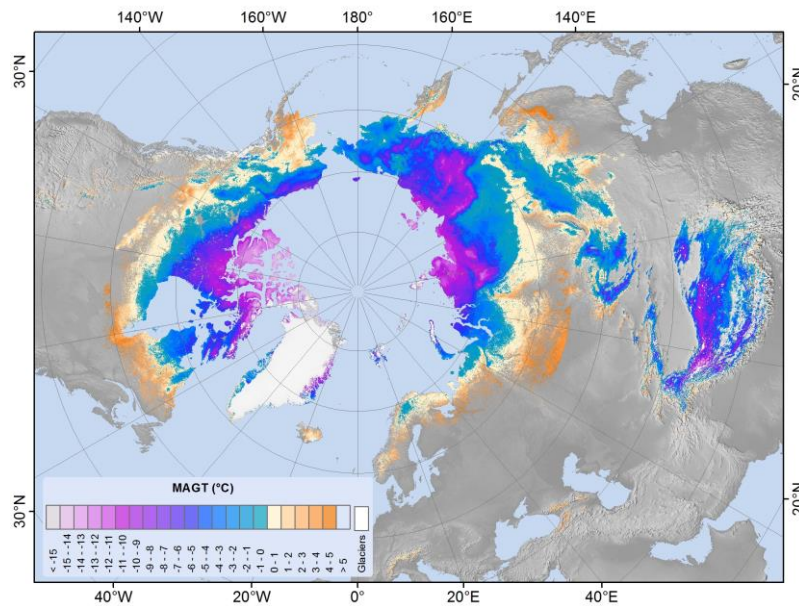 140°W 160°W 180° 160°E 140°E
30°N
20°N
MAGT (°C)
< -15
-15 - -14
-14 - -13
-13 - -12
-12 - -11
-11 - -10
-10 - -9
-9 - -8
-8 - -7
-7 - -6
-6 - -5
-5 - -4
-4 - -3
-3 - -2
-2 - -1
-1 - 0
0 - 1
1 - 2
2 - 3
3 - 4
4 - 5
> 5
Glaciers
30°N
20°N
40°W 20°W 0° 20°E 40°E